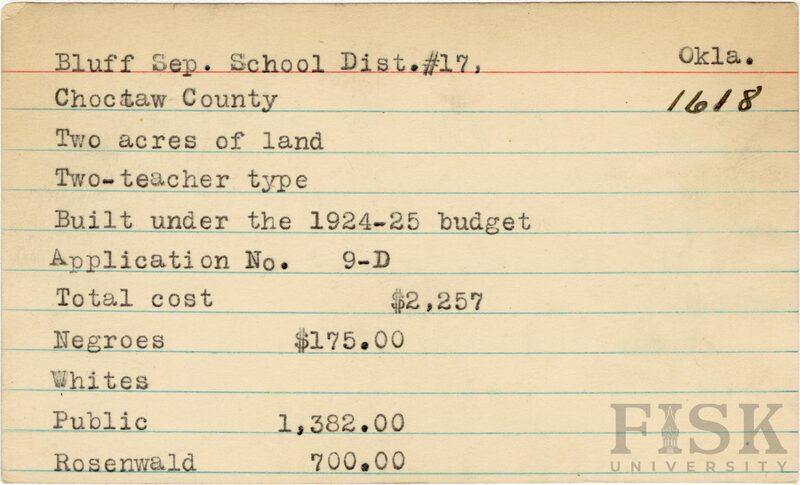 Bluff Sep. School Dist.#17, Okla.
Choctaw County 1618
Two acres of land
Two-teacher type
Built under the 1924-25 budget
Application No. 9-D
Total cost $2,257
Negroes $175.00
Whites
Public 1,382.00
Rosenwald 700.00
FISK
UNIVERSITY